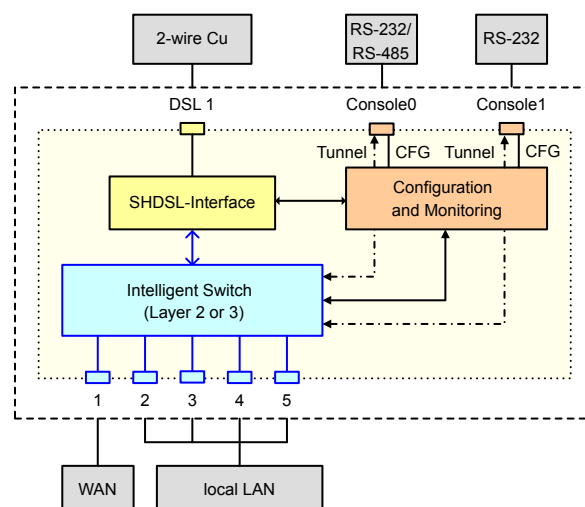 2-wire Cu
RS-232/
RS-485
RS-232
DSL 1
Console0
Console1
Tunnel
CFG
Tunnel
CFG
SHDSL-Interface
Configuration
and Monitoring
Intelligent Switch
(Layer 2 or 3)
1
2
3
4
5
WAN
local LAN